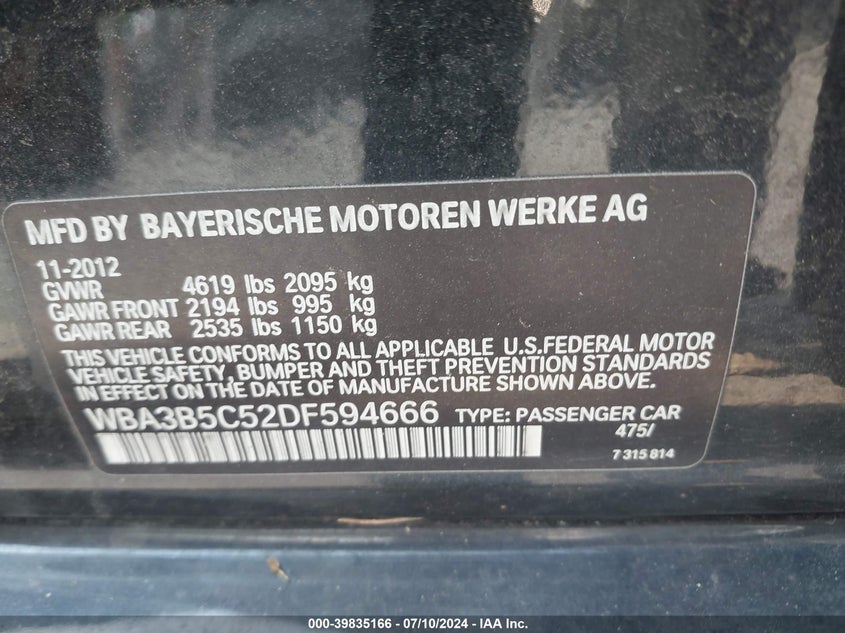 MFD BY BAYERISCHE MOTOREN WERKE AG
11-2012
GVWR 4619 lbs 2095 kg
GAWR FRONT 2194 lbs 995 kg
GAWR REAR 2535 lbs 1150 kg
THIS VEHICLE CONFORMS TO ALL APPLICABLE U.S.FEDERAL MOTOR
VEHICLE SAFETY, BUMPER AND THEFT PREVENTION STANDARDS
IN EFFECT ON THE DATE OF MANUFACTURE SHOWN ABOVE.
WBA3B5C52DF594666 TYPE: PASSENGER CAR
475/
7 315 814
000-39835166 - 07/10/2024 - IAA Inc.